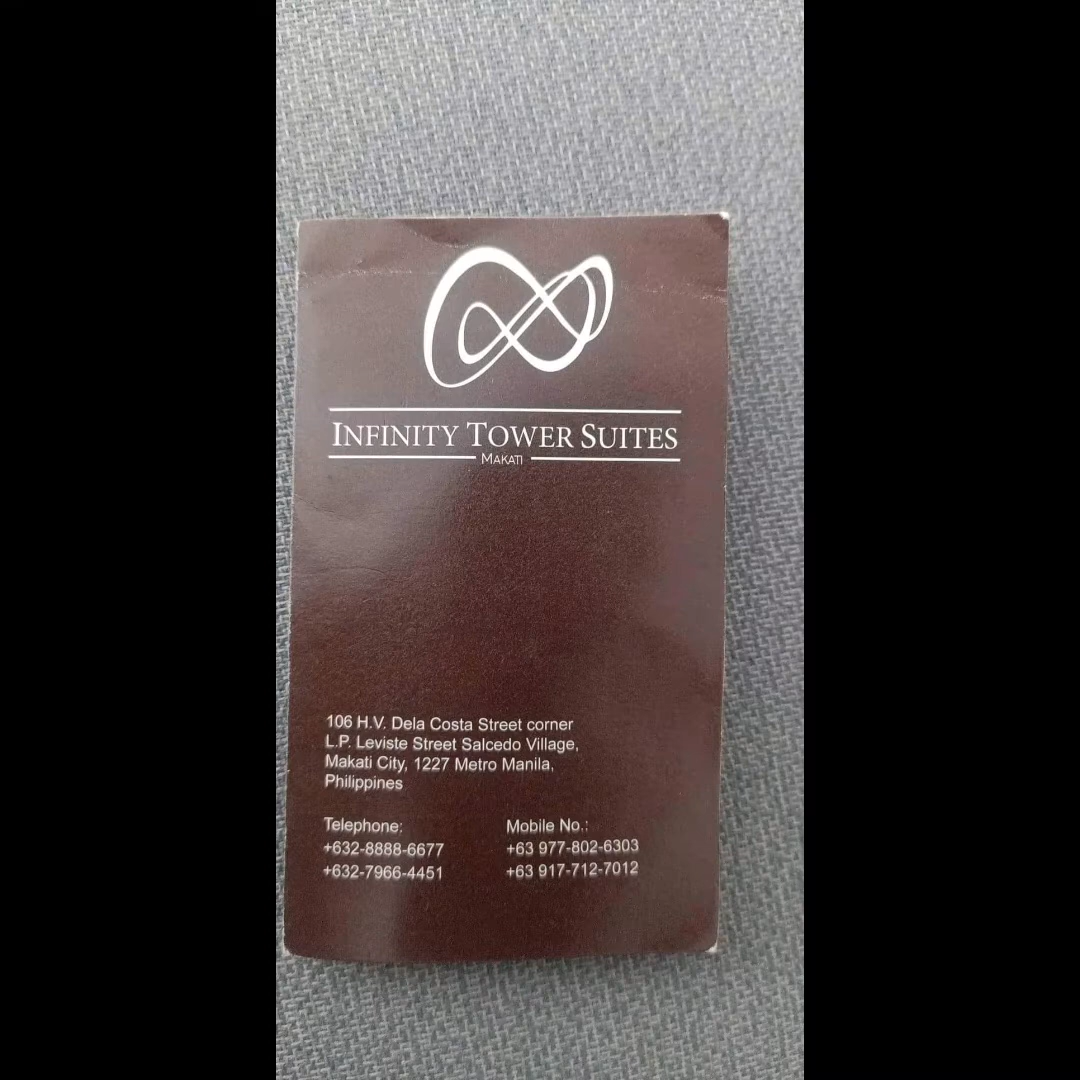 INFINITY TOWER SUITES
MAKATI
106 H.V. Dela Costa Street corner
L.P. Leviste Street Salcedo Village,
Makati City, 1227 Metro Manila,
Philippines
Telephone:
+632-8888-6677
+632-7966-4451
Mobile No.:
+63 977-802-6303
+63 917-712-7012